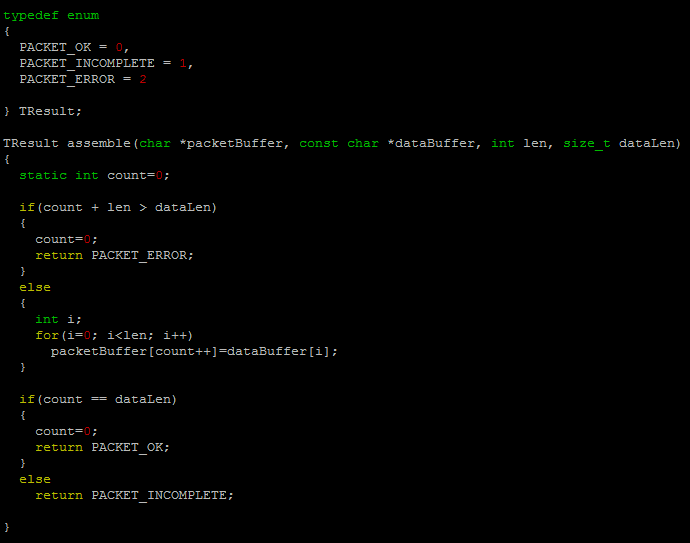 typedef enum
{
  PACKET_OK = 0,
  PACKET_INCOMPLETE = 1,
  PACKET_ERROR = 2

} TResult;

TResult assemble(char *packetBuffer, const char *dataBuffer, int len, size_t dataLen)
{
  static int count=0;

  if(count + len > dataLen)
  {
    count=0;
    return PACKET_ERROR;
  }
  else
  {
    int i;
    for(i=0; i<len; i++)
      packetBuffer[count++]=dataBuffer[i];
  }

  if(count == dataLen)
  {
    count=0;
    return PACKET_OK;
  }
  else
    return PACKET_INCOMPLETE;

}